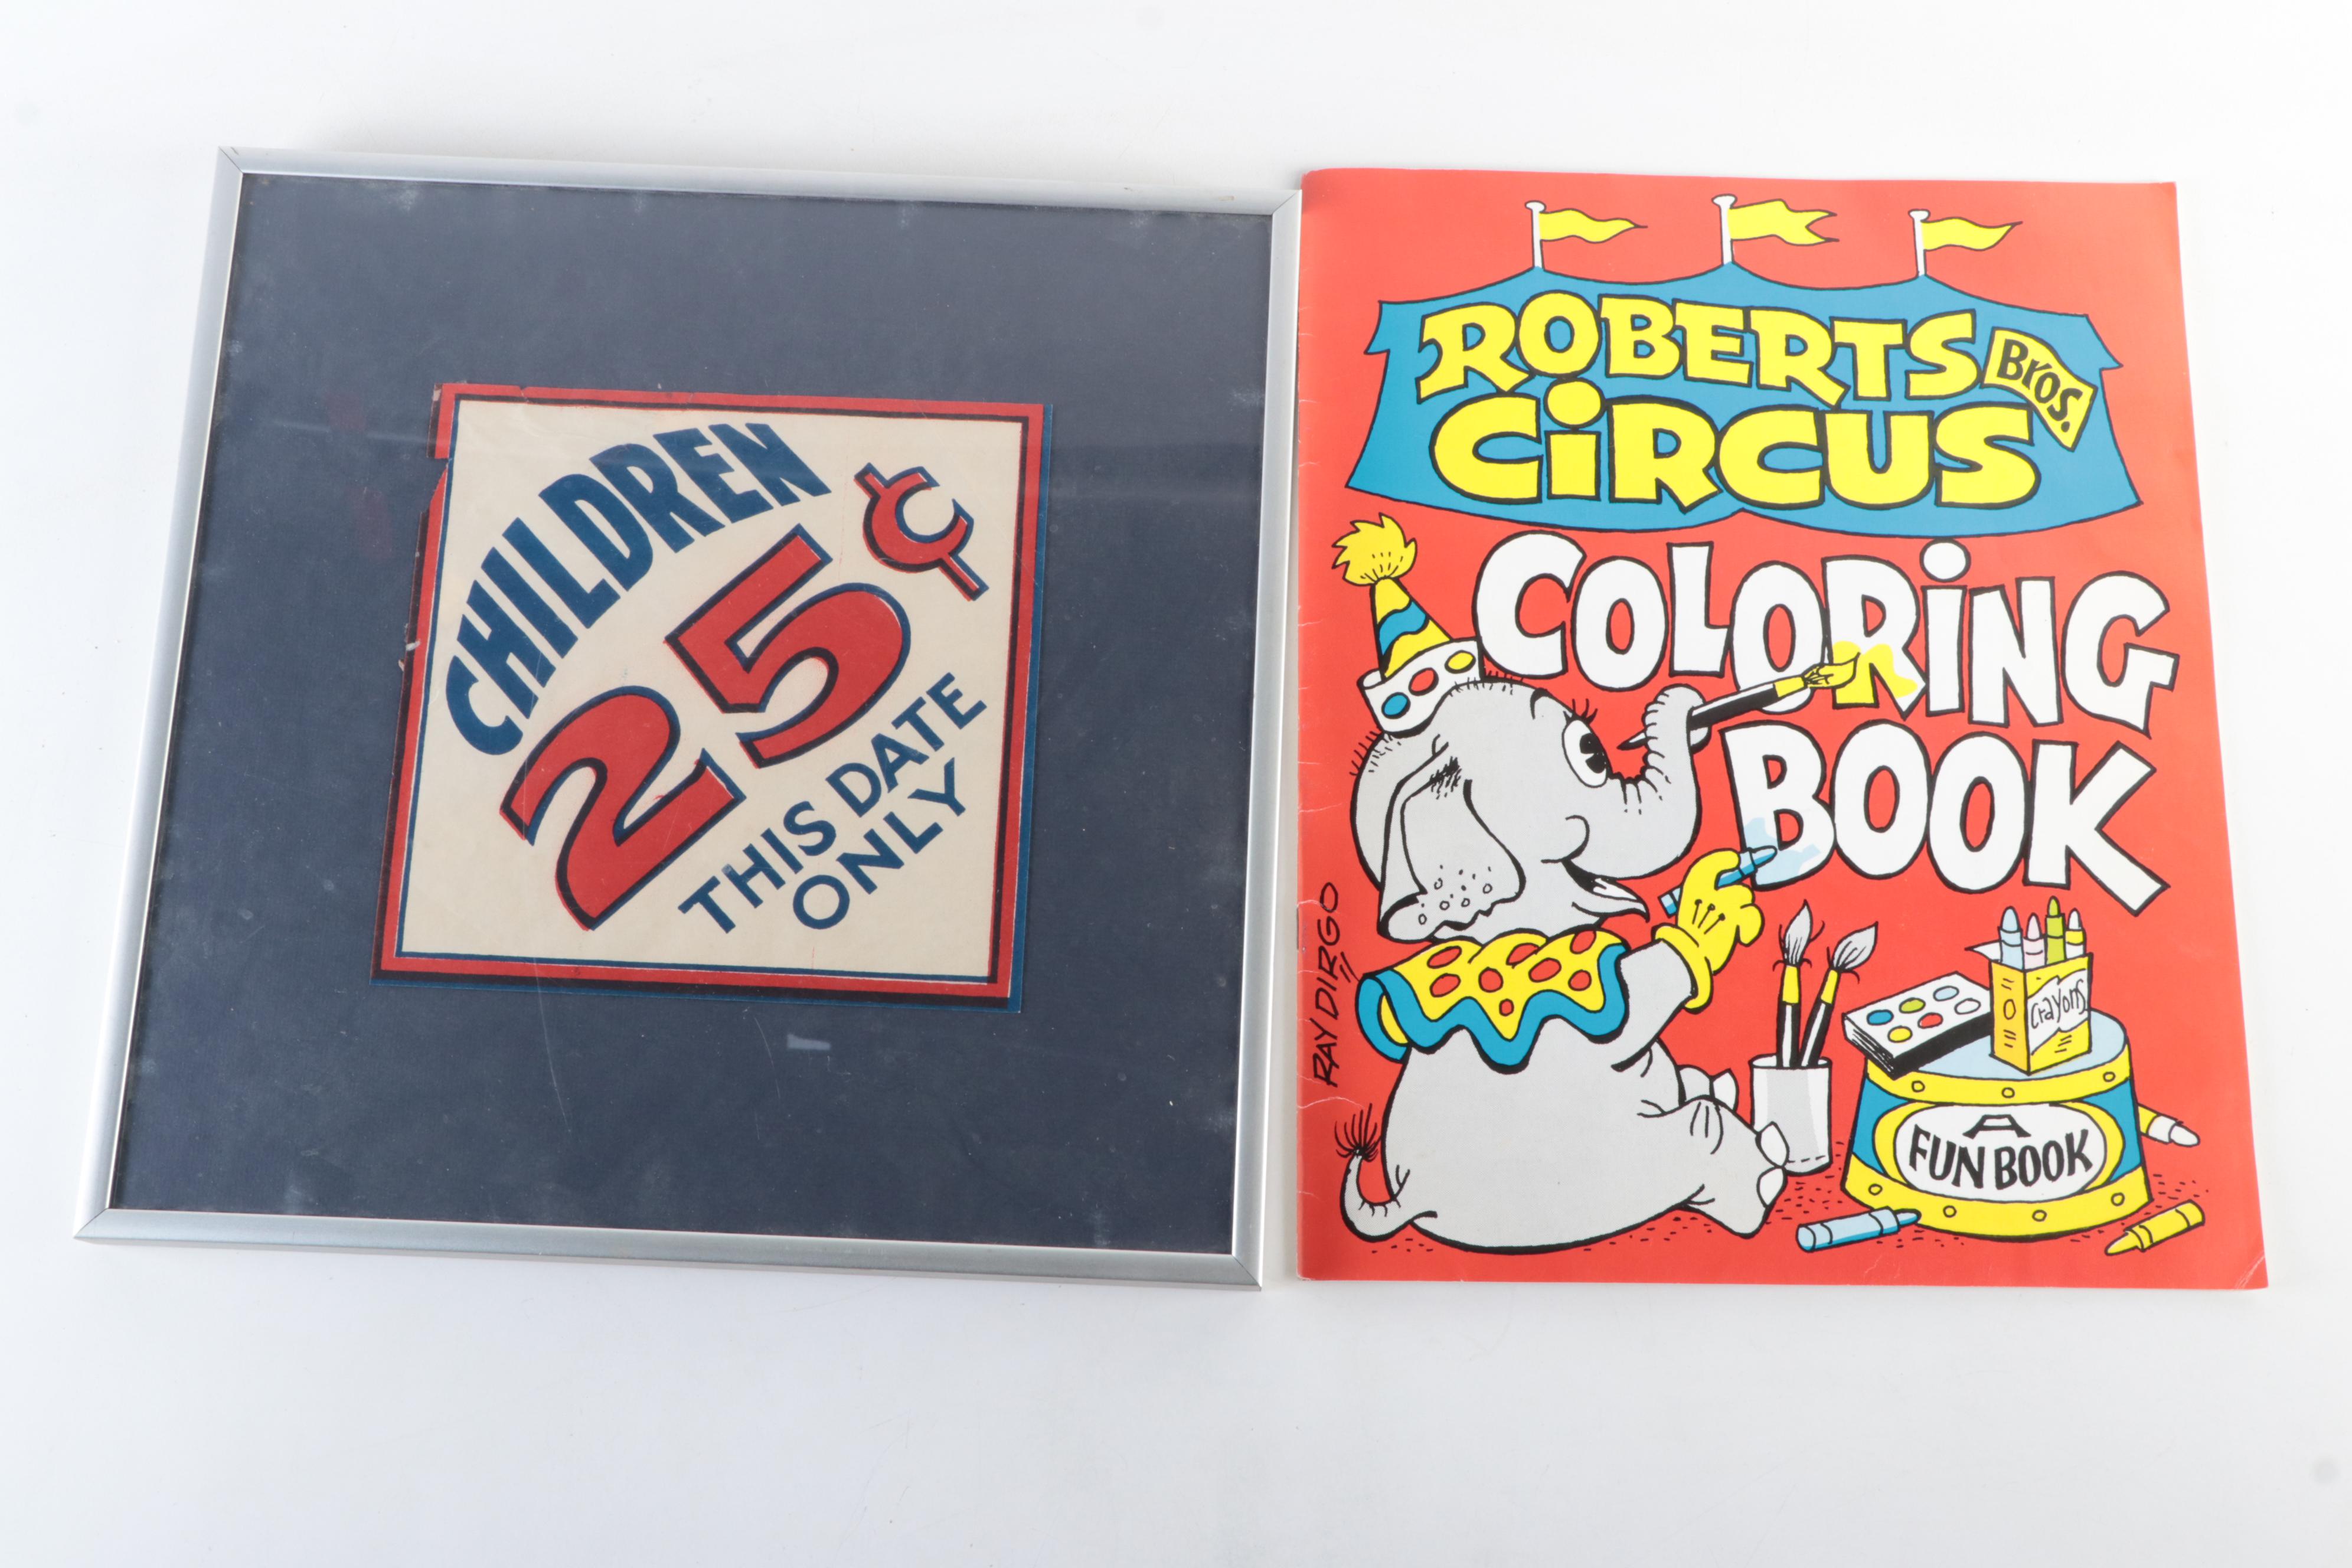 CHILDREN
25¢
THIS DATE
ONLY
ROBERTS Bros.
CiRCUS
COLORiNG
BOOK
RAY DIRGO
Crayons
A
FUN BOOK